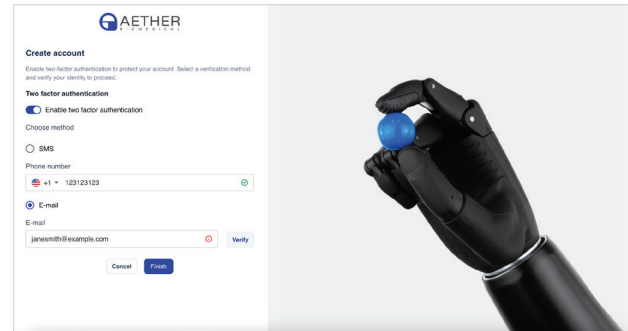 AETHER
BIOMEDICAL
Create account
Enable two-factor authentication to protect your account. Select a verification method
and verify your identity to proceed.
Two factor authentication
Enable two factor authentication
Choose method
SMS
Phone number
+1 123123123
E-mail
E-mail
janesmith@example.com Verify
Cancel Finish